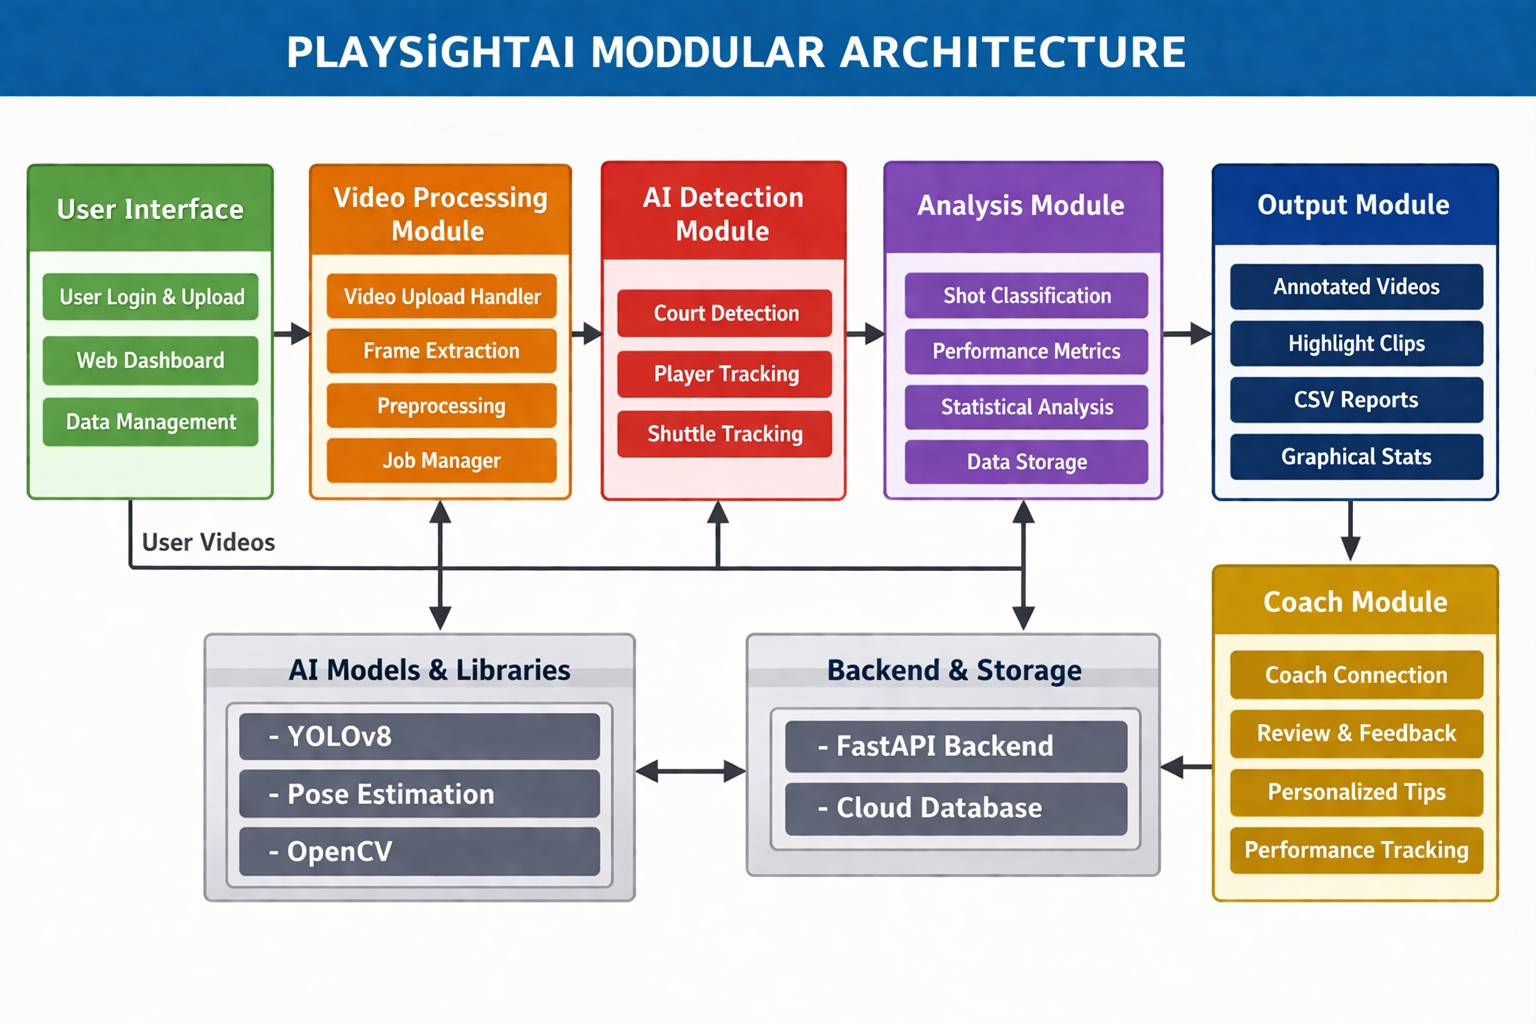 PLAYSiGHTAI MODDULAR ARCHITECTURE
User Interface
User Login & Upload
Web Dashboard
Data Management
Video Processing
Module
Video Upload Handler
Frame Extraction
Preprocessing
Job Manager
AI Detection
Module
Court Detection
Player Tracking
Shuttle Tracking
Analysis Module
Shot Classification
Performance Metrics
Statistical Analysis
Data Storage
Output Module
Annotated Videos
Highlight Clips
CSV Reports
Graphical Stats
User Videos
AI Models & Libraries
- YOLOv8
- Pose Estimation
- OpenCV
Backend & Storage
- FastAPI Backend
- Cloud Database
Coach Module
Coach Connection
Review & Feedback
Personalized Tips
Performance Tracking